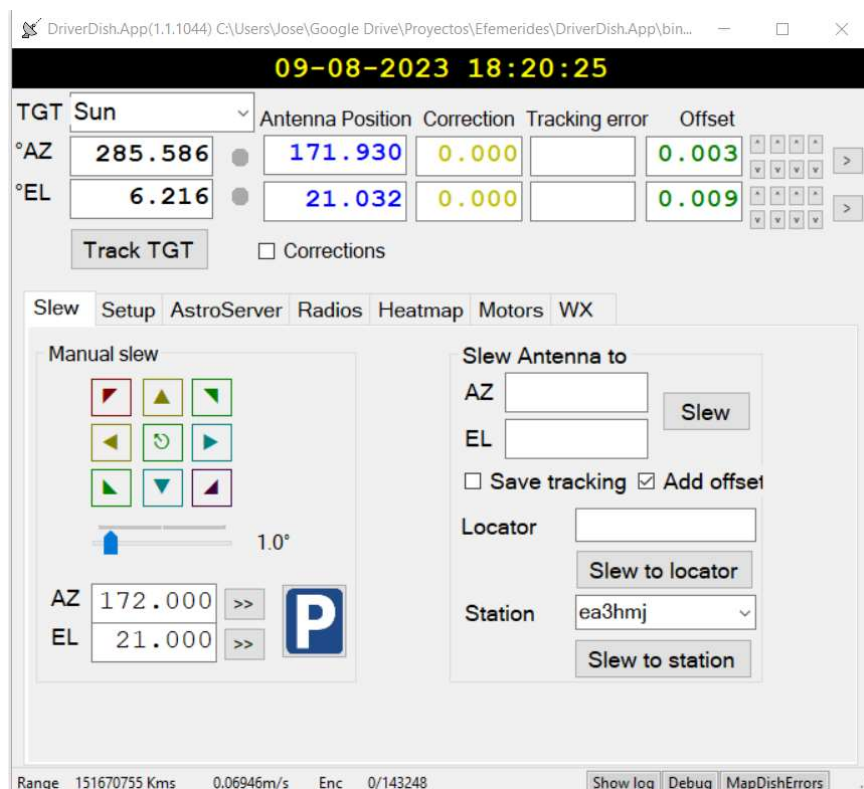 DriverDish.App(1.1.1044) C:\Users\Jose\Google Drive\Proyectos\Efemerides\DriverDish.App\bin...
09-08-2023 18:20:25
TGT Sun Antenna Position Correction Tracking error Offset
°AZ 285.586 171.930 0.000 0.003 >
°EL 6.216 21.032 0.000 0.009 >
Track TGT Corrections
Slew Setup AstroServer Radios Heatmap Motors WX
Manual slew
1.0°
AZ 172.000 >>
EL 21.000 >>
P
Slew Antenna to
AZ
EL
Slew
Save tracking Add offset
Locator
Slew to locator
Station ea3hmj
Slew to station
Range 151670755 Kms 0.06946m/s Enc 0/143248 Show log Debug MapDishErrors